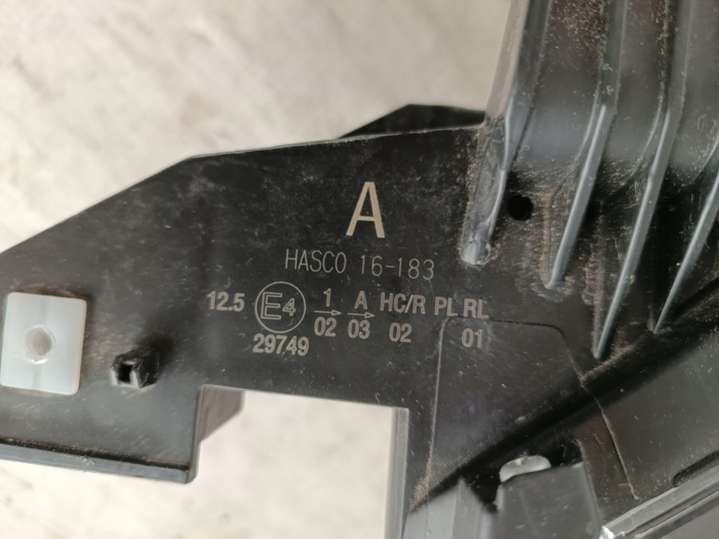 A
HASCO 16-183
12.5 E4 1 A HC/R PL RL
29749 02 03 02 01